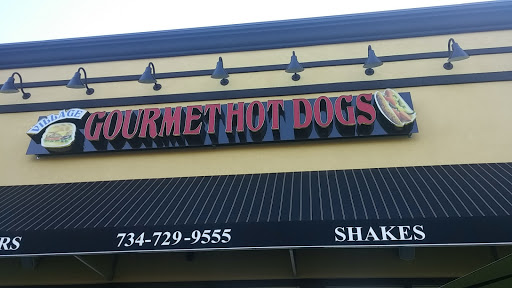 VILLAGE
GOURMET HOT DOGS
RS 734-729-9555 SHAKES